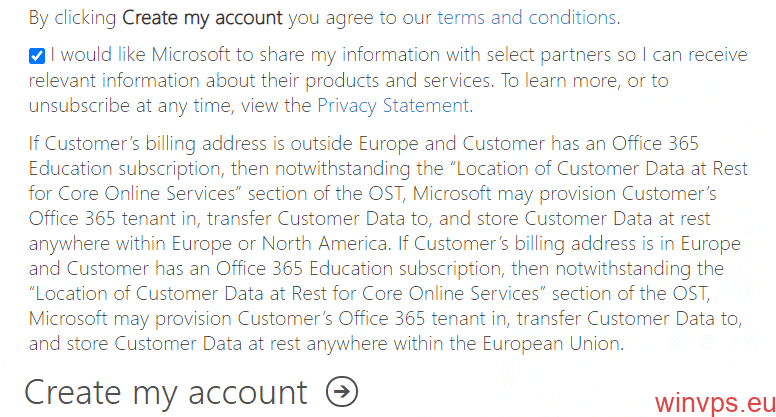 By clicking Create my account you agree to our terms and conditions.
I would like Microsoft to share my information with select partners so I can receive
relevant information about their products and services. To learn more, or to
unsubscribe at any time, view the Privacy Statement.
If Customer’s billing address is outside Europe and Customer has an Office 365
Education subscription, then notwithstanding the “Location of Customer Data at Rest
for Core Online Services” section of the OST, Microsoft may provision Customer’s
Office 365 tenant in, transfer Customer Data to, and store Customer Data at rest
anywhere within Europe or North America. If Customer’s billing address is in Europe
and Customer has an Office 365 Education subscription, then notwithstanding the
“Location of Customer Data at Rest for Core Online Services” section of the OST,
Microsoft may provision Customer’s Office 365 tenant in, transfer Customer Data to,
and store Customer Data at rest anywhere within the European Union.
Create my account
winvps.eu